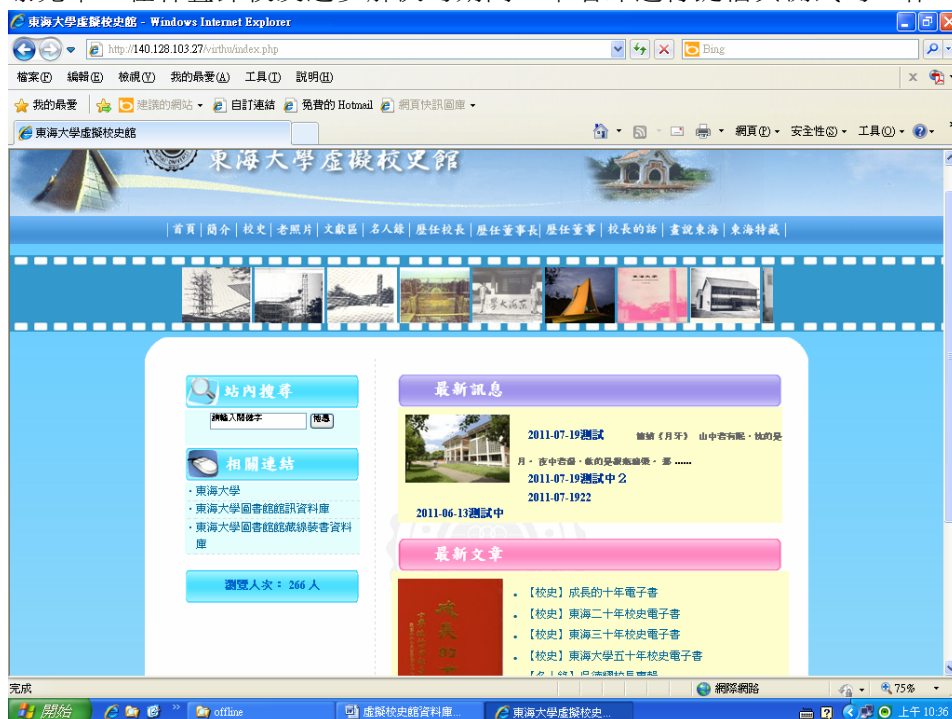 東海大學虛擬校史館 - Windows Internet Explorer
http://140.128.103.27/virthu/index.php
Bing
檔案(F) 編輯(E) 檢視(V) 我的最愛(A) 工具(T) 說明(H)
我的最愛 建議的網站 自訂連結 免費的 Hotmail 網頁快訊圖庫
東海大學虛擬校史館 網頁(P) 安全性(S) 工具(O)
東海大學虛擬校史館
首頁|簡介|校史|老照片|文獻區|名人錄|歷任校長|歷任董事長|歷任董事|校長的話|畫說東海|東海特藏|
站內搜尋
請輸入關鍵字 搜尋
相關連結
‧東海大學
‧東海大學圖書館館訊資料庫
‧東海大學圖書館館藏線裝書資料
庫
瀏覽人次： 266 人
最新訊息
2011-07-19測試
2011-07-19測試中２
2011-07-1922
2011-06-13測試中
最新文章
【校史】成長的十年電子書
【校史】東海二十年校史電子書
【校史】東海三十年校史電子書
【校史】東海大學五十年校史電子書
完成 網際網路 75%
開始 offline 虛擬校史館資料庫... 東海大學虛擬校史... 上午 10:36